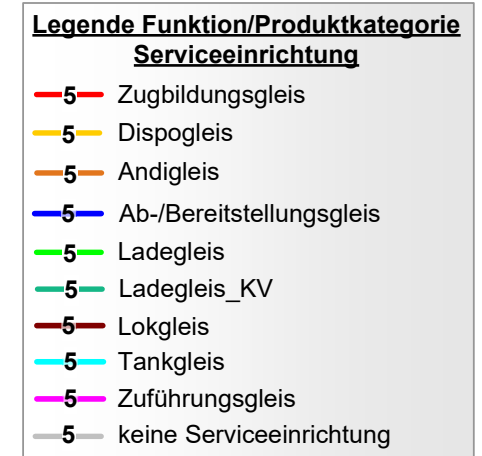 Legende Funktion/Produktkategorie
Serviceeinrichtung
5 Zugbildungsgleis
5 Dispogleis
5 Andigleis
5 Ab-/Bereitstellungsgleis
5 Ladegleis
5 Ladegleis_KV
5 Lokgleis
5 Tankgleis
5 Zuführungsgleis
5 keine Serviceeinrichtung